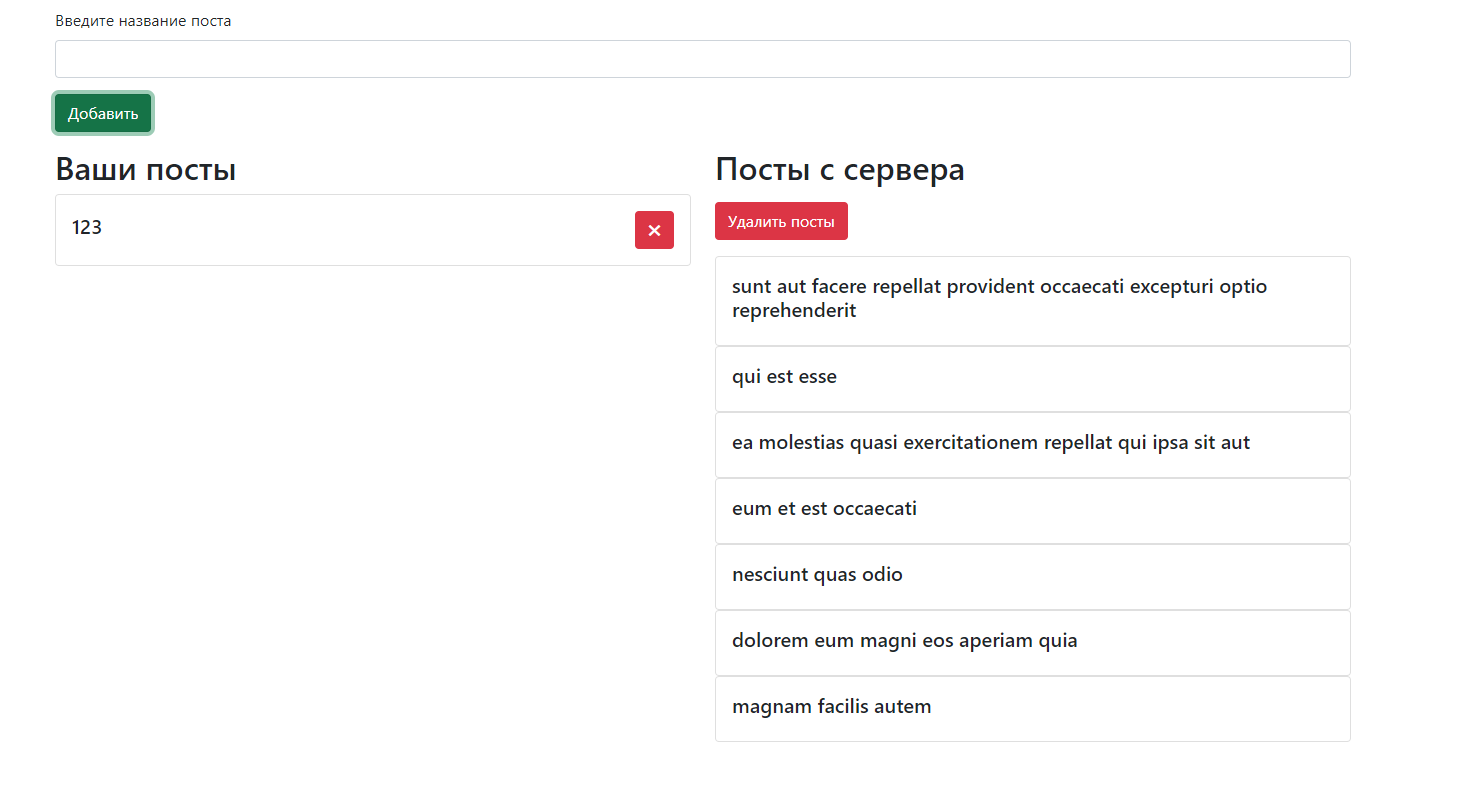 Введите название поста
Добавить
Ваши посты
123
Посты с сервера
Удалить посты
sunt aut facere repellat provident occaecati excepturi optio
reprehenderit
qui est esse
ea molestias quasi exercitationem repellat qui ipsa sit aut
eum et est occaecati
nesciunt quas odio
dolorem eum magni eos aperiam quia
magnam facilis autem